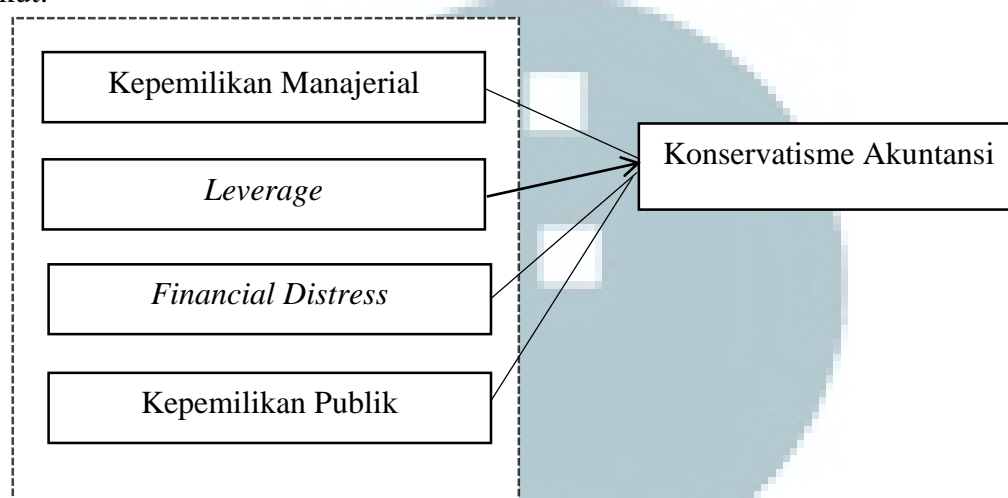 Kepemilikan Manajerial
Konservatisme Akuntansi
Leverage
Financial Distress
Kepemilikan Publik